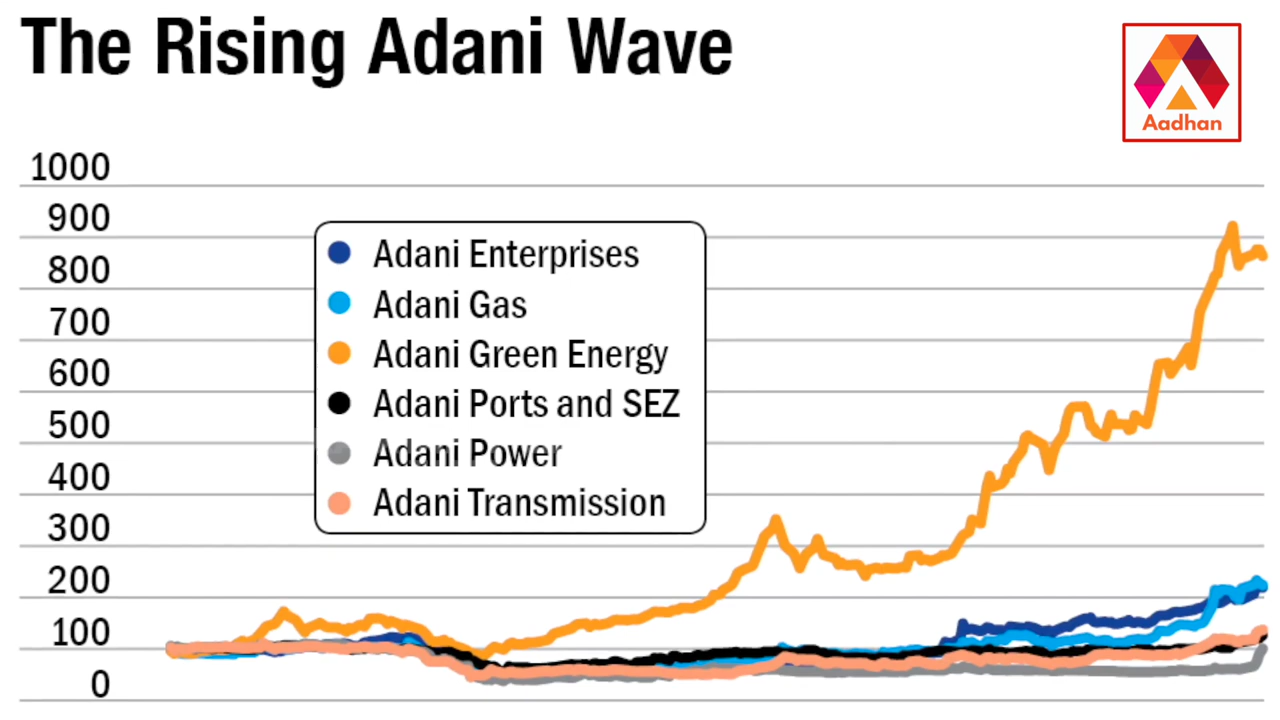 The Rising Adani Wave
Aadhan
1000
900
800
700
600
500
400
300
200
100
0
Adani Enterprises
Adani Gas
Adani Green Energy
Adani Ports and SEZ
Adani Power
Adani Transmission